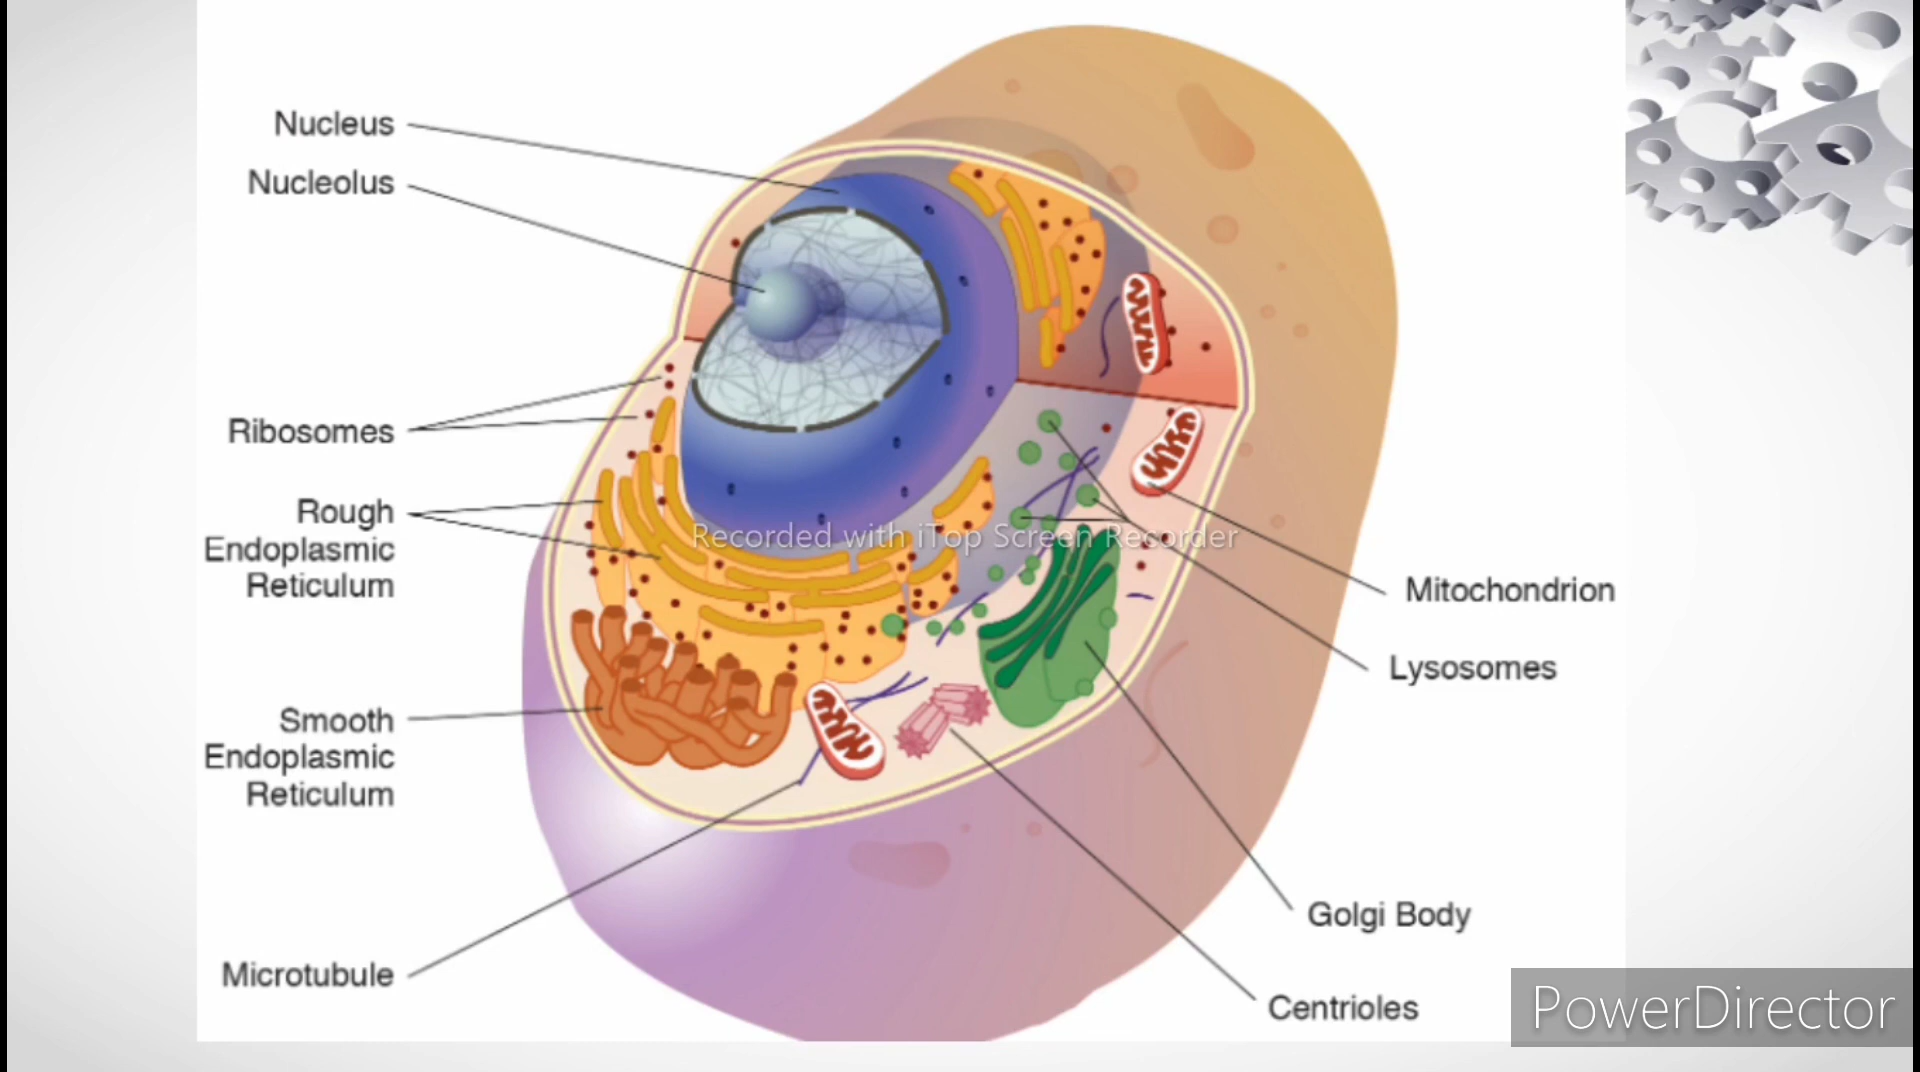 Nucleus
Nucleolus
Ribosomes
Rough
Endoplasmic
Reticulum
Recorded with iTop Screen Recorder
Mitochondrion
Lysosomes
Smooth
Endoplasmic
Reticulum
Golgi Body
Microtubule
Centrioles
PowerDirector